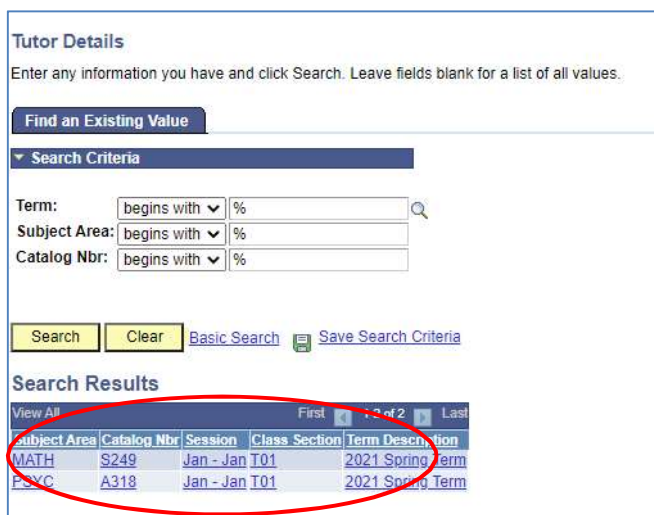 Tutor Details
Enter any information you have and click Search. Leave fields blank for a list of all values.
Find an Existing Value
Search Criteria
Term: begins with %
Subject Area: begins with %
Catalog Nbr: begins with %
Search Clear Basic Search Save Search Criteria
Search Results
View All First 1-2 of 2 Last
Subject Area Catalog Nbr Session Class Section Term Description
MATH S249 Jan - Jan T01 2021 Spring Term
PSYC A318 Jan - Jan T01 2021 Spring Term